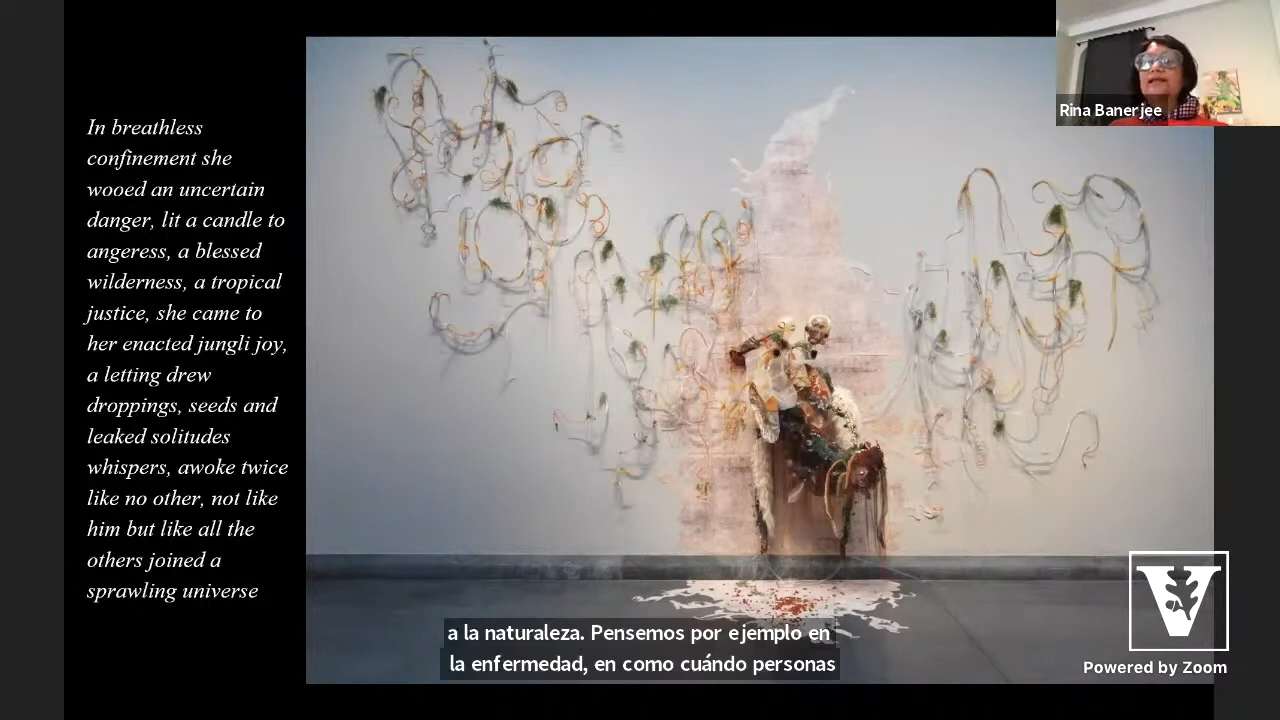 In breathless
confinement she
wooed an uncertain
danger, lit a candle to
angeress, a blessed
wilderness, a tropical
justice, she came to
her enacted jungli joy,
a letting drew
droppings, seeds and
leaked solitudes
whispers, awoke twice
like no other, not like
him but like all the
others joined a
sprawling universe
Rina Banerjee
a la naturaleza. Pensemos por ejemplo en
la enfermedad, en como cuándo personas
V
Powered by Zoom